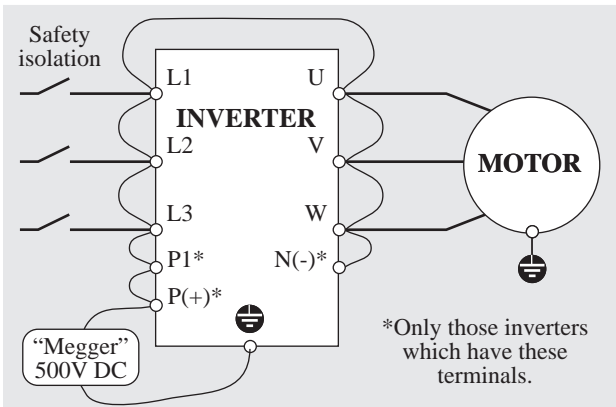 Safety
isolation
L1
U
INVERTER
L2
V
MOTOR
L3
W
P1*
N(-)*
P(+)*
"Megger"
500V DC
*Only those inverters
which have these
terminals.